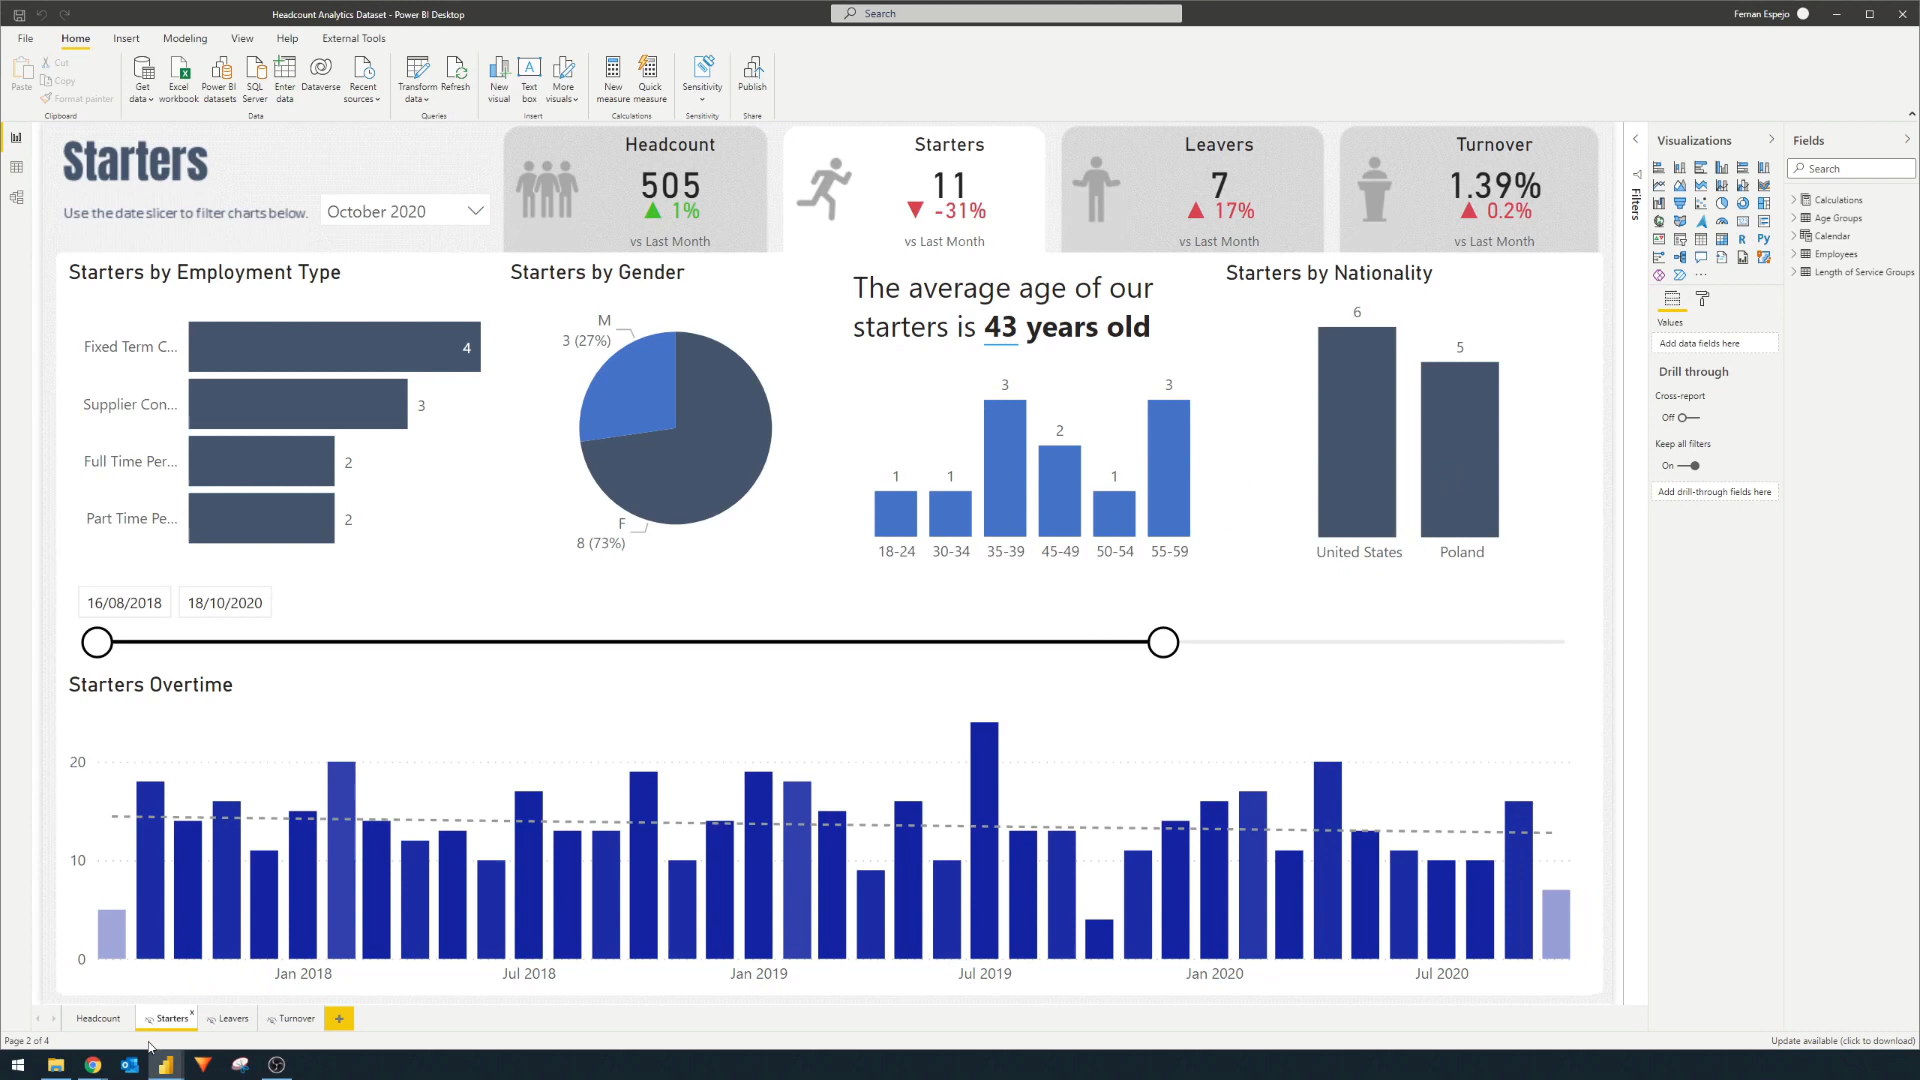 Headcount Analytics Dataset - Power BI Desktop
Search
Fernan Espejo
File Home Insert Modeling View Help External Tools
Paste
Cut
Copy
Format painter
Clipboard
Get data
Excel workbook
Power BI datasets
SQL Server
Enter data
Dataverse
Recent sources
Data
Transform data
Refresh
Queries
New visual
Text box
More visuals
Insert
New measure
Quick measure
Calculations
Sensitivity
Sensitivity
Publish
Share
Starters
Use the date slicer to filter charts below.
October 2020
Headcount
505
1%
vs Last Month
Starters
11
-31%
vs Last Month
Leavers
7
17%
vs Last Month
Turnover
1.39%
0.2%
vs Last Month
Starters by Employment Type
Fixed Term C... 4
Supplier Con... 3
Full Time Per... 2
Part Time Pe... 2
Starters by Gender
M
3 (27%)
F
8 (73%)
The average age of our
starters is 43 years old
1 1 3 2 1 3
18-24 30-34 35-39 45-49 50-54 55-59
Starters by Nationality
6 5
United States Poland
16/08/2018 18/10/2020
Starters Overtime
20
10
0
Jan 2018 Jul 2018 Jan 2019 Jul 2019 Jan 2020 Jul 2020
Filters
Visualizations
R Py
Values
Add data fields here
Drill through
Cross-report
Off
Keep all filters
On
Add drill-through fields here
Fields
Search
Calculations
Age Groups
Calendar
Employees
Length of Service Groups
Headcount Starters x Leavers Turnover +
Page 2 of 4
Update available (click to download)